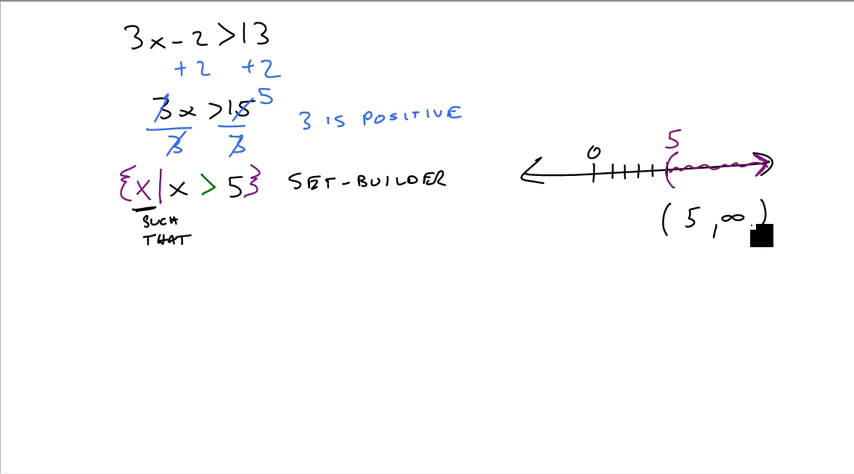 3x - 2 > 13
+2 +2
3x > 15 5 3 IS POSITIVE
3 3
{x | x > 5} SET-BUILDER
SUCH
THAT
0 5
(5, ∞)